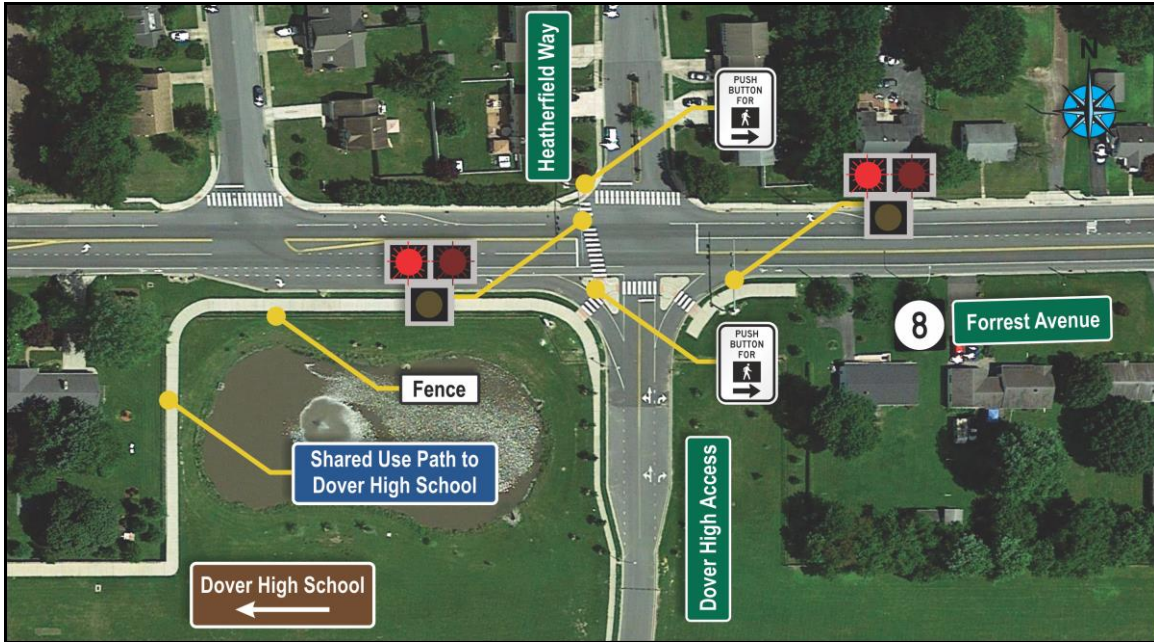 Heatherfield Way
PUSH
BUTTON
FOR
N
8
Forrest Avenue
PUSH
BUTTON
FOR
Fence
Shared Use Path to
Dover High School
Dover High Access
Dover High School